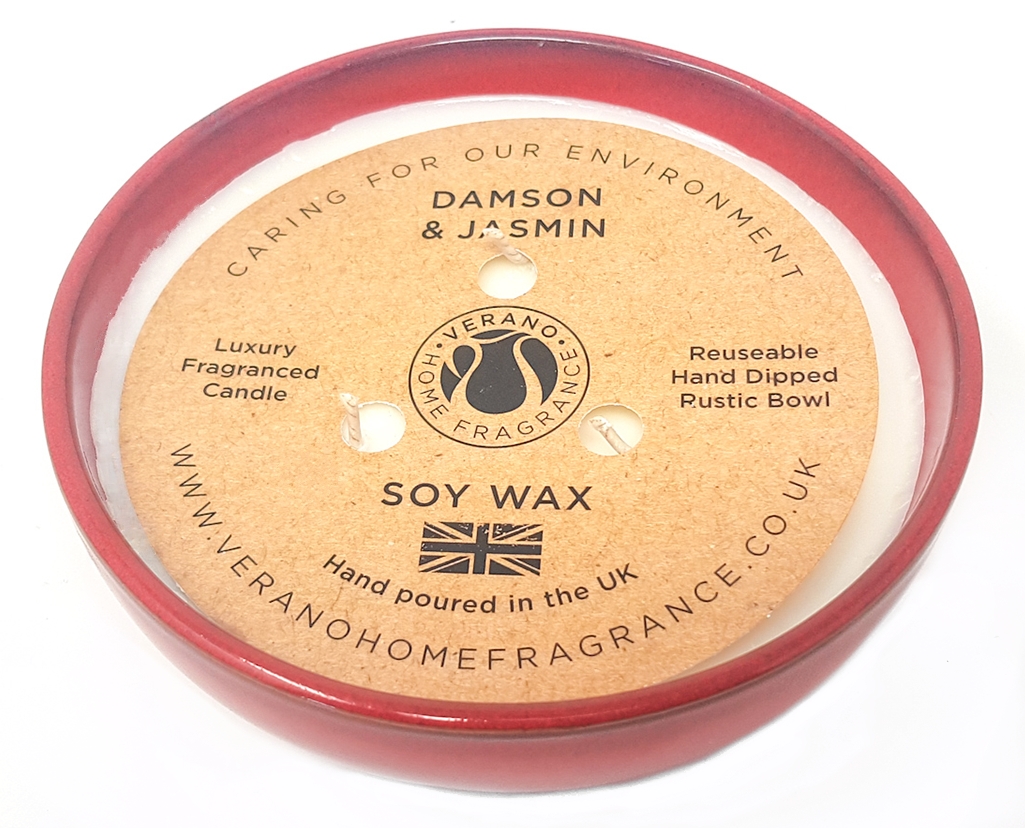 CARING FOR OUR ENVIRONMENT
DAMSON
& JASMIN
·VERANO·
HOME FRAGRANCE
Luxury
Fragranced
Candle
Reuseable
Hand Dipped
Rustic Bowl
SOY WAX
Hand poured in the UK
WWW.VERANOHOMEFRAGRANCE.CO.UK